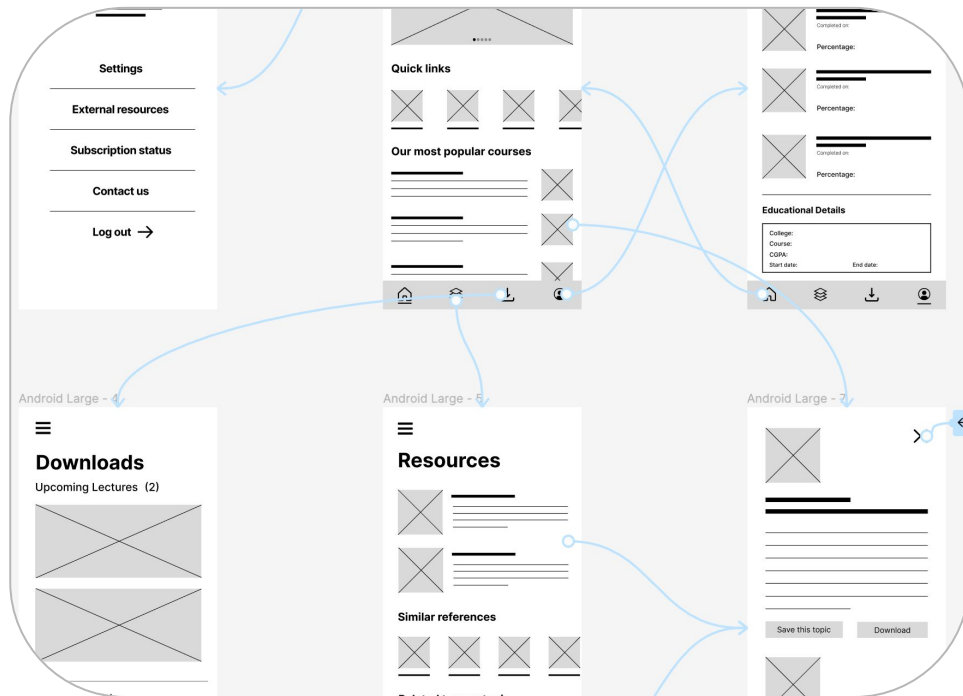 Settings
External resources
Subscription status
Contact us
Log out
Quick links
Our most popular courses
Completed on:
Percentage:
Completed on:
Percentage:
Completed on:
Percentage:
Educational Details
College:
Course:
CGPA:
Start date: End date:
Android Large - 4
Downloads
Upcoming Lectures (2)
Android Large - 5
Resources
Similar references
Android Large - 7
Save this topic
Download